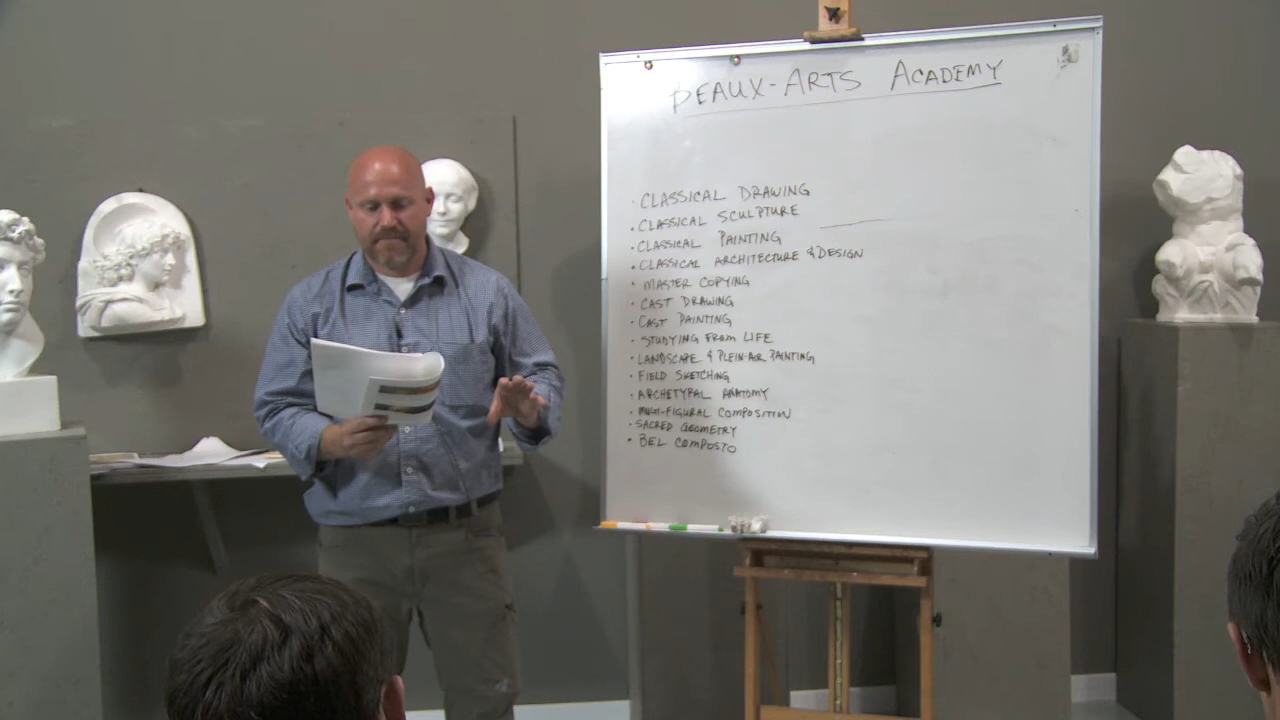 BEAUX-ARTS ACADEMY
• CLASSICAL DRAWING
• CLASSICAL SCULPTURE
• CLASSICAL PAINTING
• CLASSICAL ARCHITECTURE & DESIGN
• MASTER COPYING
• CAST DRAWING
• CAST PAINTING
• STUDYING FROM LIFE
• LANDSCAPE & PLEIN-AIR PAINTING
• FIELD SKETCHING
• ARCHETYPAL ANATOMY
• MULTI-FIGURAL COMPOSITION
• SACRED GEOMETRY
• BEL COMPOSTO